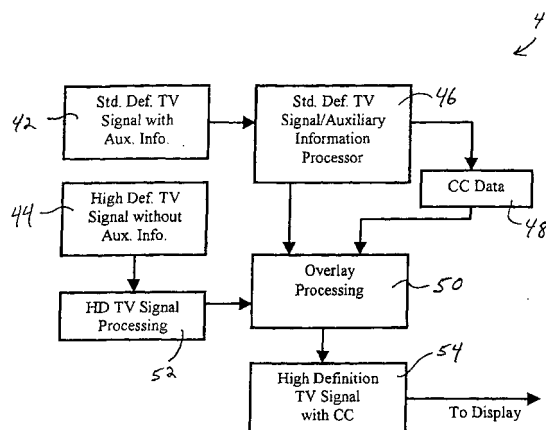 4
42
Std. Def. TV
Signal with
Aux. Info.
Std. Def. TV
Signal/Auxiliary
Information
Processor
46
44
High Def. TV
Signal without
Aux. Info.
CC Data
48
HD TV Signal
Processing
52
Overlay
Processing
50
High Definition
TV Signal
with CC
54
To Display